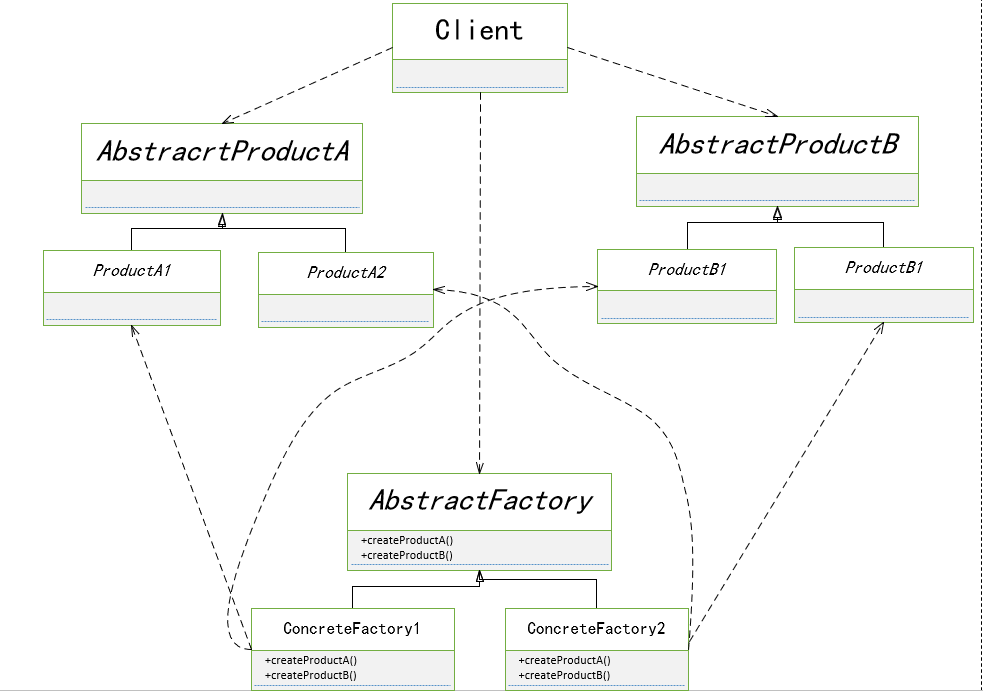 Client
AbstracrtProductA
AbstractProductB
ProductA1
ProductA2
ProductB1
ProductB1
AbstractFactory
+createProductA()
+createProductB()
ConcreteFactory1
+createProductA()
+createProductB()
ConcreteFactory2
+createProductA()
+createProductB()